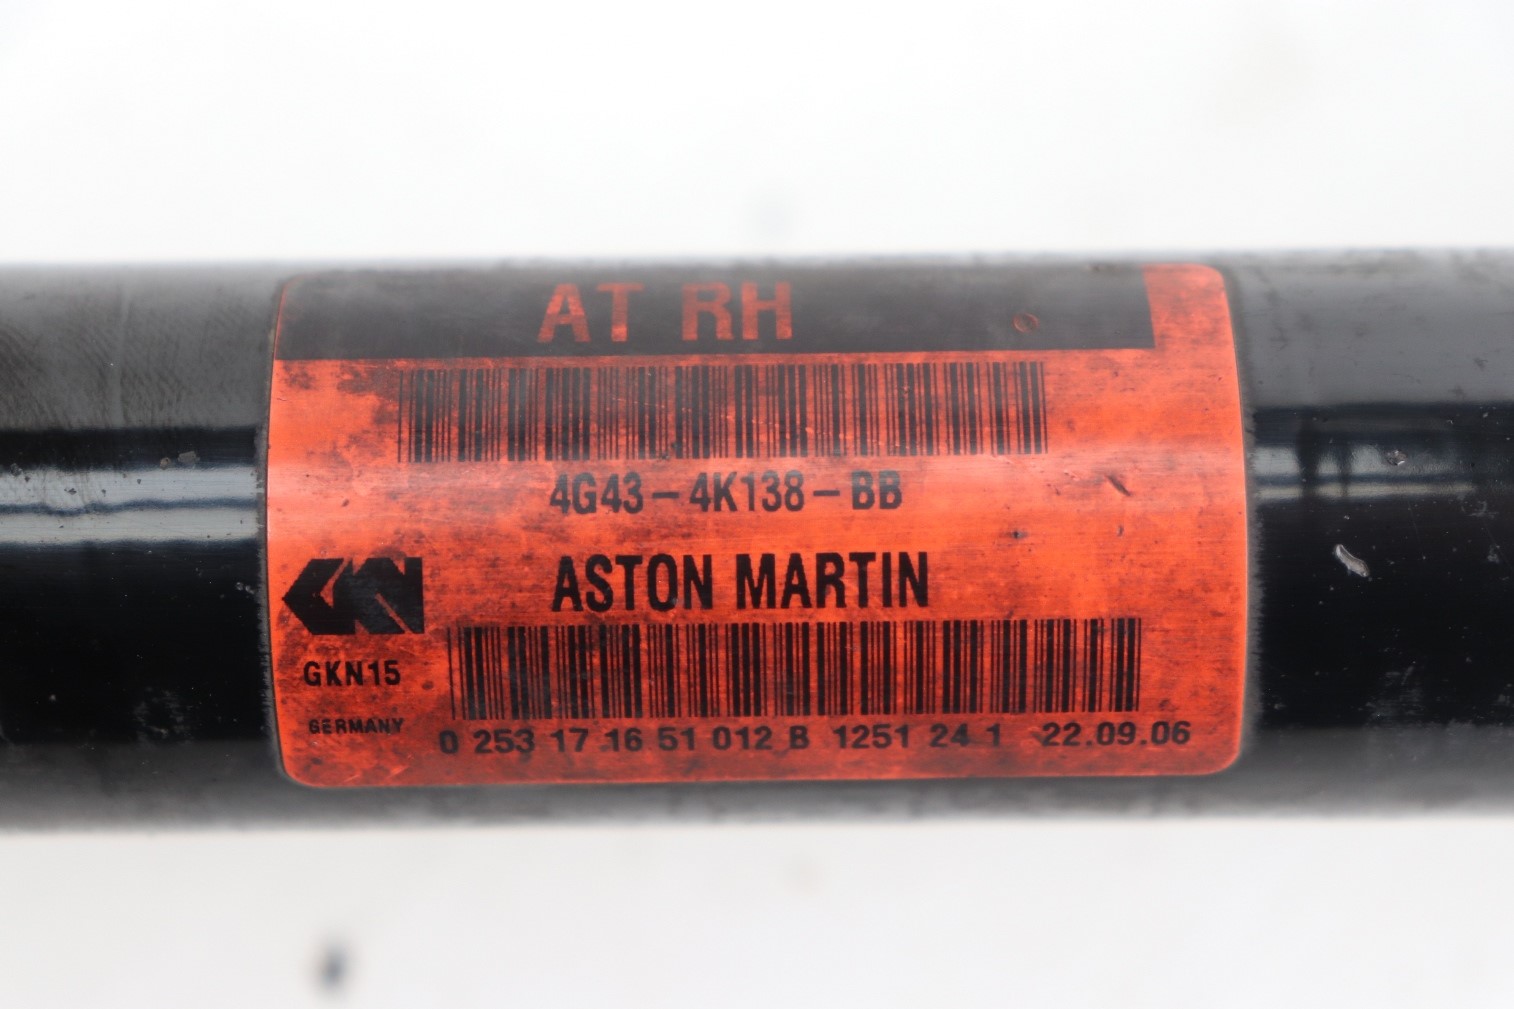 AT RH
4G43-4K138-BB
ASTON MARTIN
GKN15
GERMANY
0 253 17 16 51 012 B 1251 24 1 22.09.06